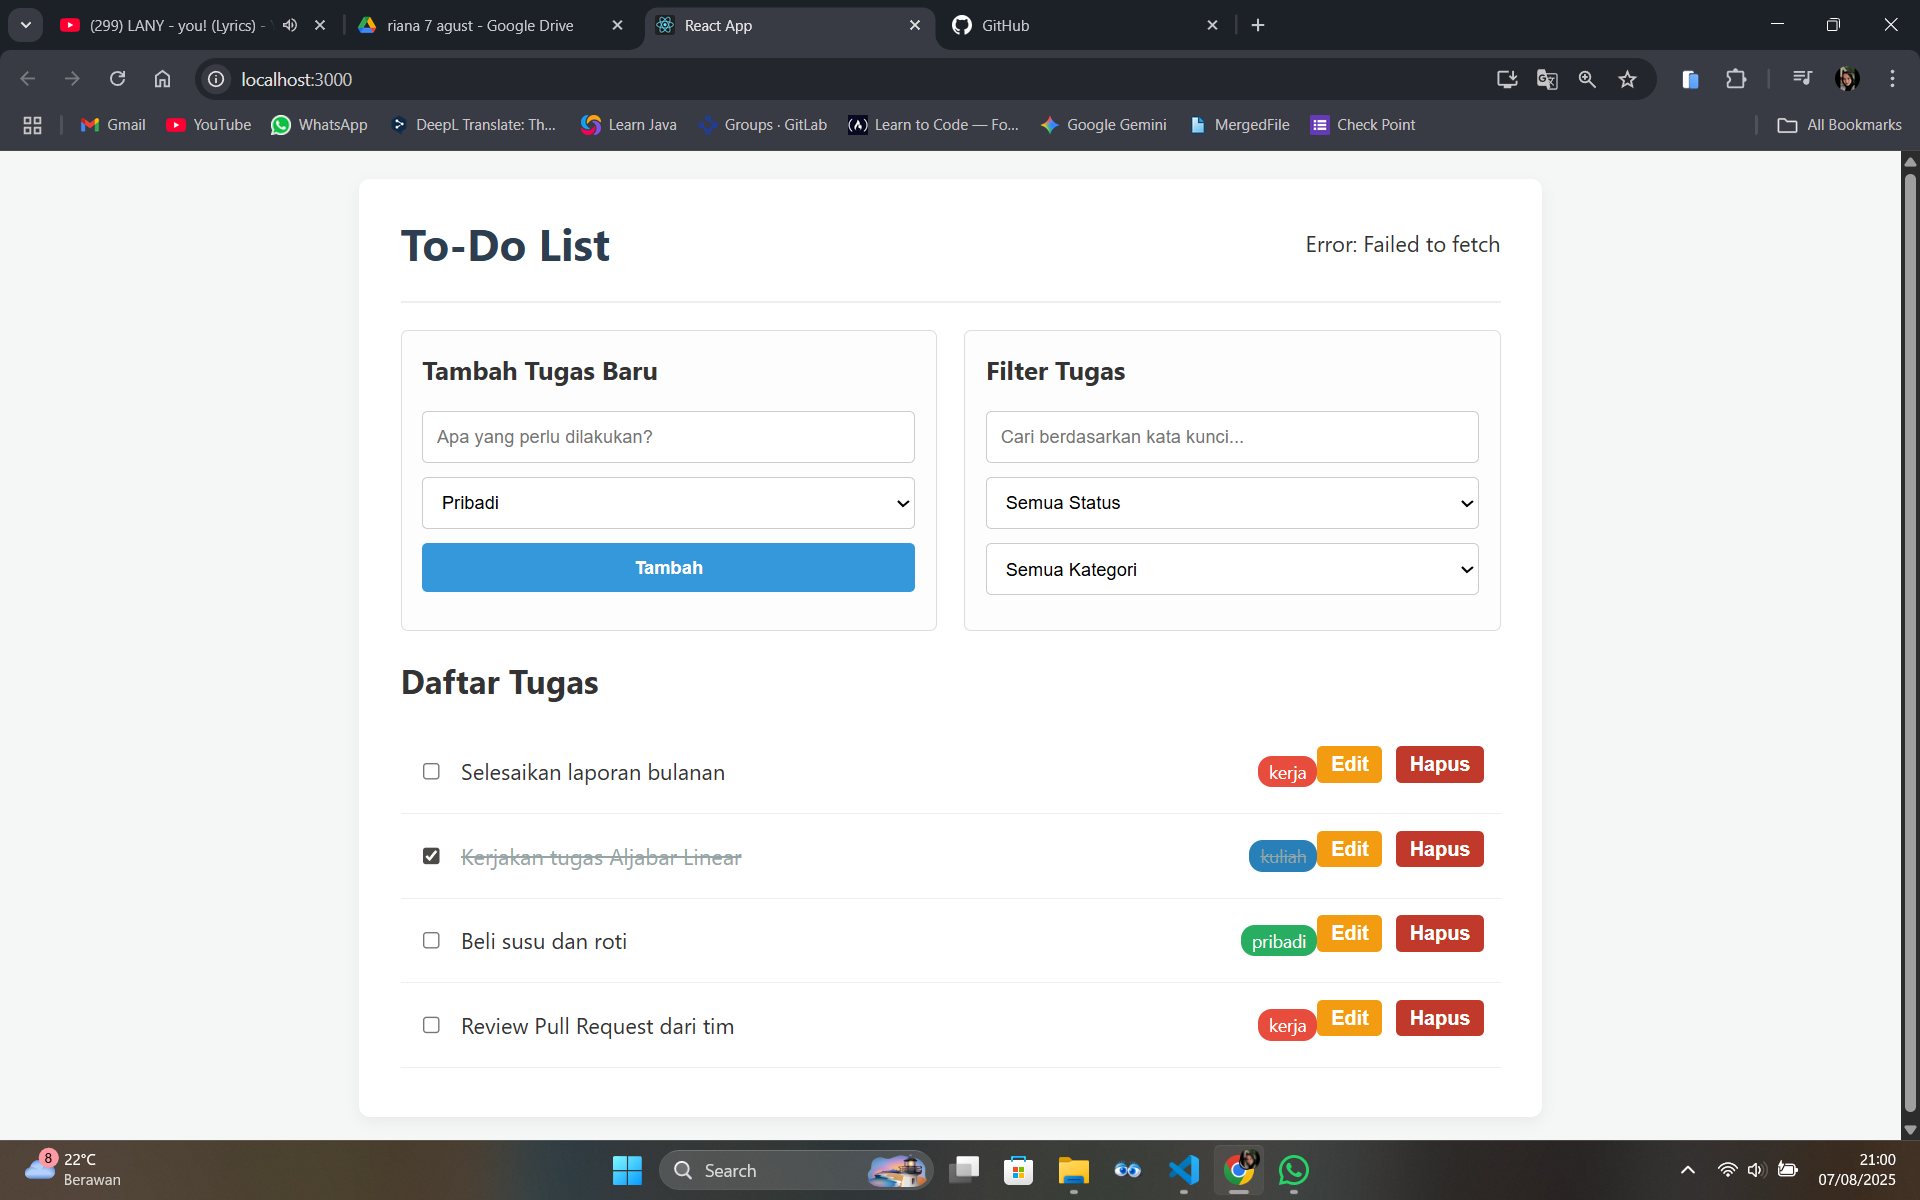 (299) LANY - you! (Lyrics) -
riana 7 agust - Google Drive
React App
GitHub
localhost:3000
Gmail
YouTube
WhatsApp
DeepL Translate: Th...
Learn Java
Groups · GitLab
Learn to Code — Fo...
Google Gemini
MergedFile
Check Point
All Bookmarks
To-Do List
Error: Failed to fetch
Tambah Tugas Baru
Apa yang perlu dilakukan?
Pribadi
Tambah
Filter Tugas
Cari berdasarkan kata kunci...
Semua Status
Semua Kategori
Daftar Tugas
Selesaikan laporan bulanan kerja Edit Hapus
Kerjakan tugas Aljabar Linear kuliah Edit Hapus
Beli susu dan roti pribadi Edit Hapus
Review Pull Request dari tim kerja Edit Hapus
8
22°C
Berawan
Search
21:00
07/08/2025